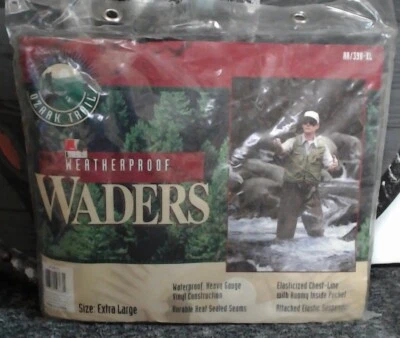 OZARK TRAIL
WEATHERPROOF
WADERS
Waterproof, Heavy Gauge
Vinyl Construction
Durable Heat Sealed Seams
Elasticized Chest-Line
with Handy Inside Pocket
Attached Elastic Suspenders
Size: Extra Large